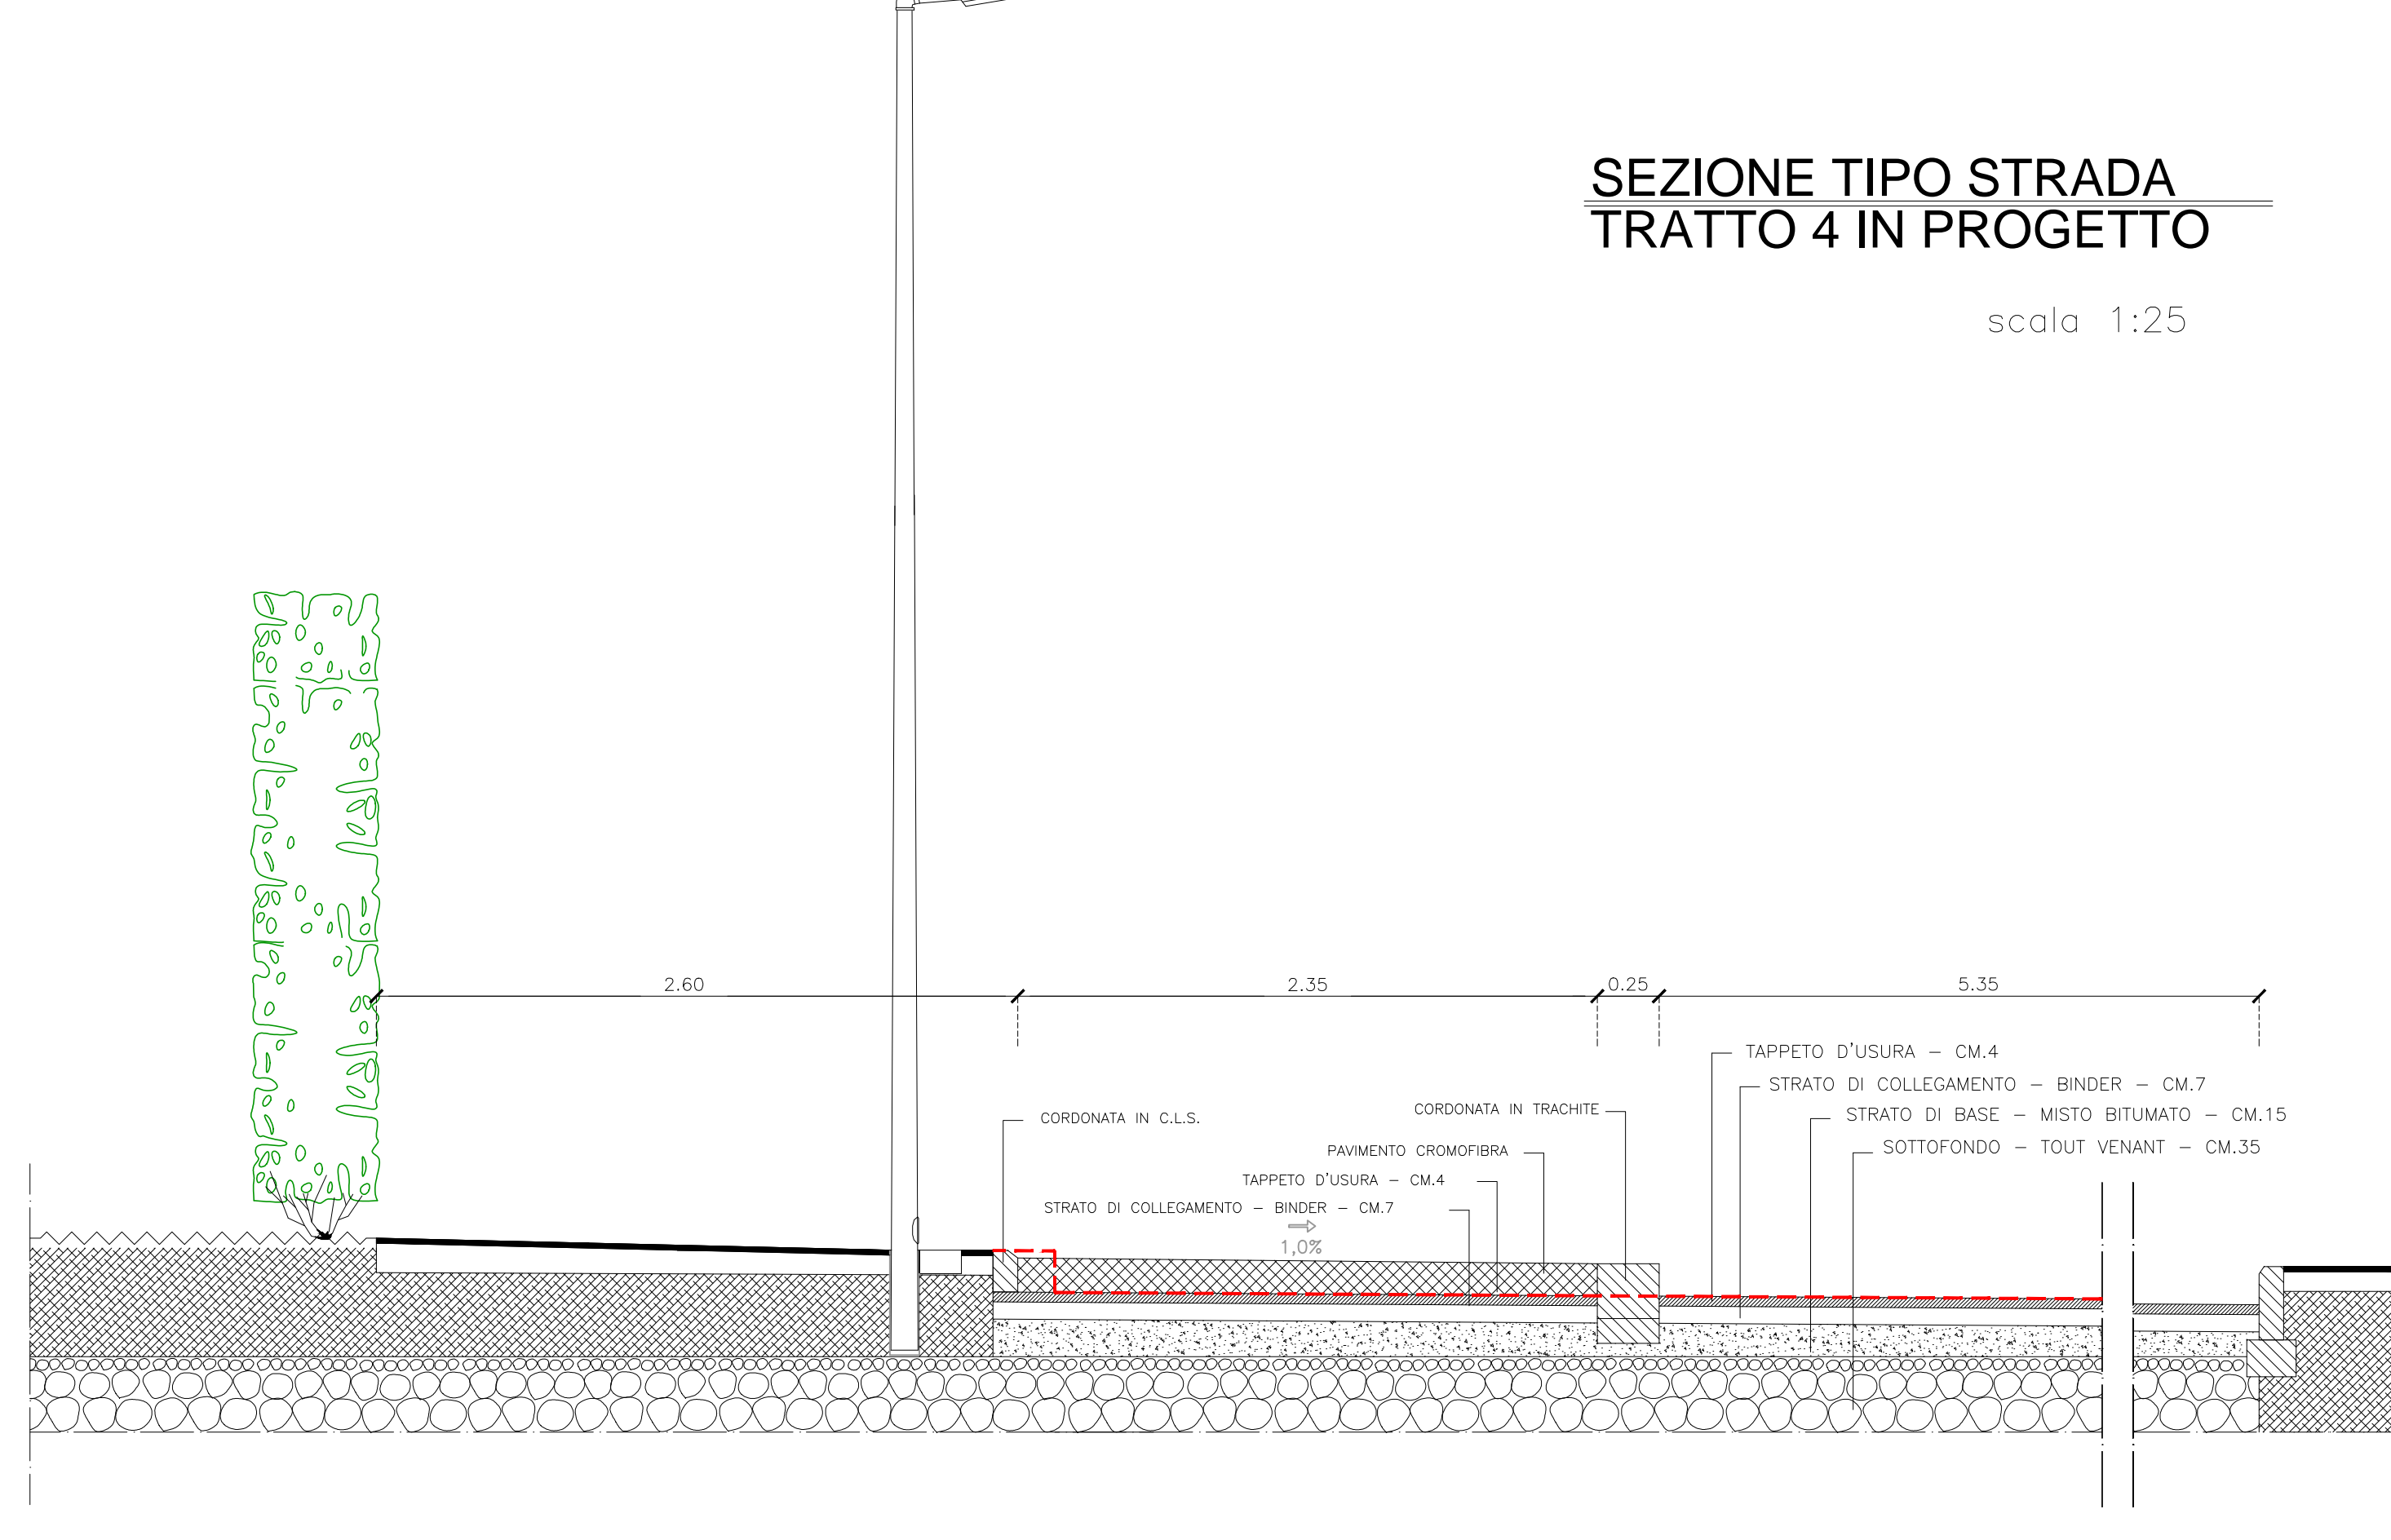 SEZIONE TIPO STRADA
TRATTO 4 IN PROGETTO
scala 1:25
2.60
2.35
0.25
5.35
TAPPETO D'USURA – CM.4
STRATO DI COLLEGAMENTO – BINDER – CM.7
STRATO DI BASE – MISTO BITUMATO – CM.15
SOTTOFONDO – TOUT VENANT – CM.35
CORDONATA IN C.L.S.
CORDONATA IN TRACHITE
PAVIMENTO CROMOFIBRA
TAPPETO D'USURA – CM.4
STRATO DI COLLEGAMENTO – BINDER – CM.7
1,0%